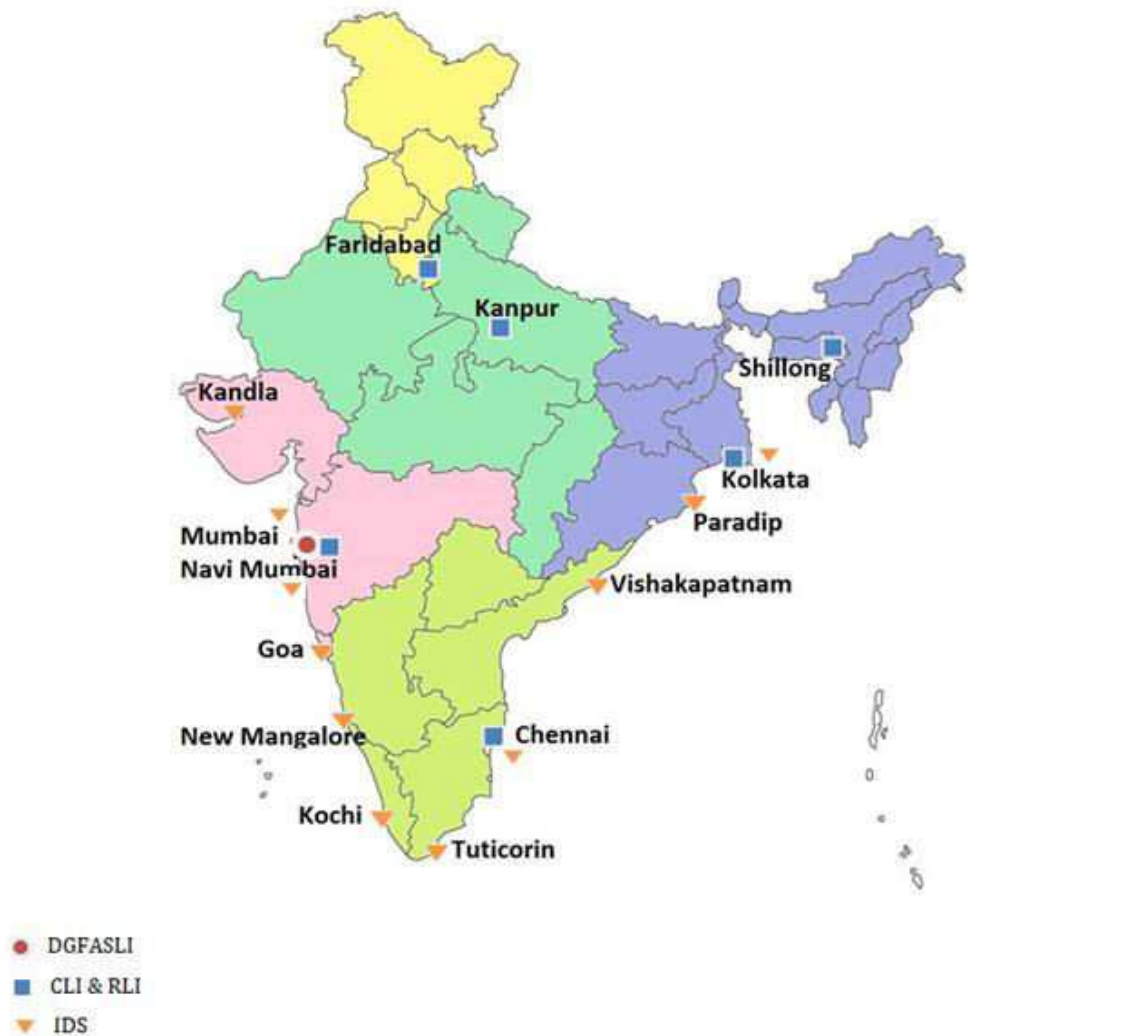 Faridabad
Kanpur
Shillong
Kandla
Kolkata
Paradip
Mumbai
Navi Mumbai
Vishakapatnam
Goa
New Mangalore
Chennai
Kochi
Tuticorin
DGFASLI
CLI & RLI
IDS